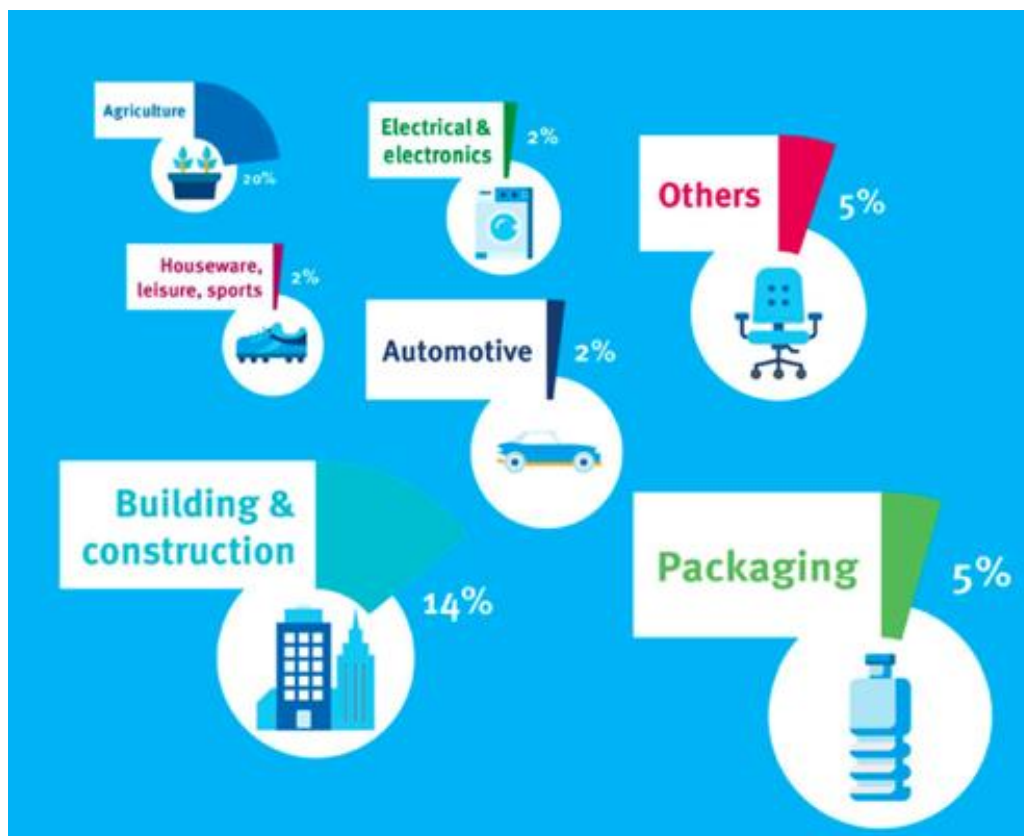 Agriculture
20%
Electrical &
electronics
2%
Others
5%
Houseware,
leisure, sports
2%
Automotive
2%
Building &
construction
14%
Packaging
5%